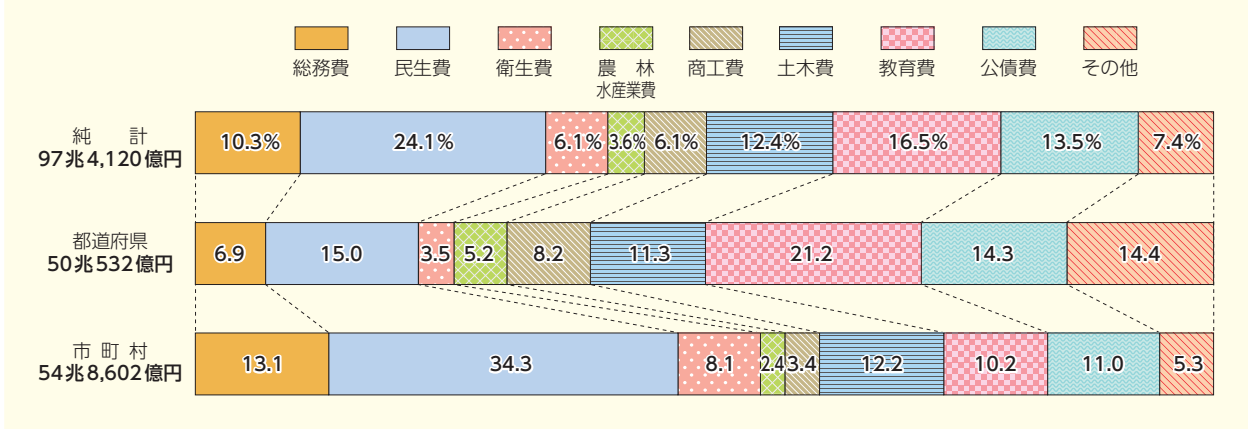 総務費 民生費 衛生費 農 林 商工費 土木費 教育費 公債費 その他
水産業費
純 計
97兆4,120億円
10.3% 24.1% 6.1% 3.6% 6.1% 12.4% 16.5% 13.5% 7.4%
都道府県
50兆532億円
6.9 15.0 3.5 5.2 8.2 11.3 21.2 14.3 14.4
市 町 村
54兆8,602億円
13.1 34.3 8.1 2.4 3.4 12.2 10.2 11.0 5.3